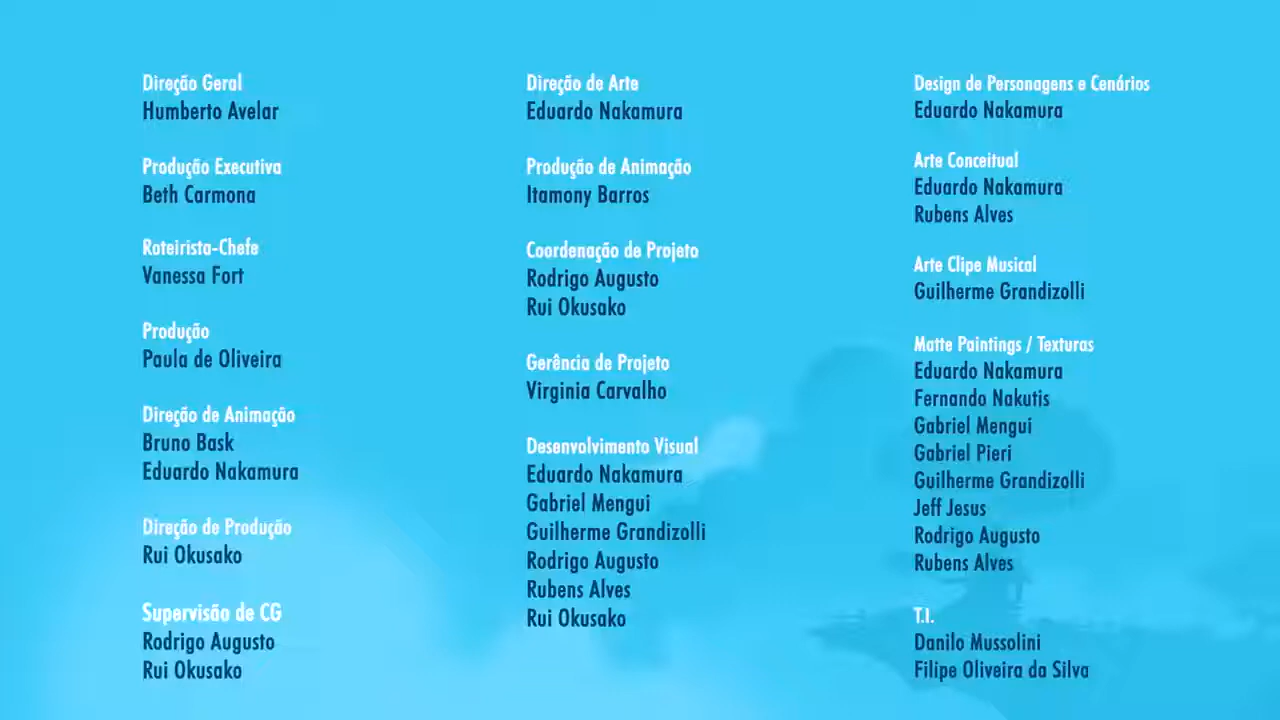 Direção Geral
Humberto Avelar
Produção Executiva
Beth Carmona
Roteirista-Chefe
Vanessa Fort
Produção
Paula de Oliveira
Direção de Animação
Bruno Bask
Eduardo Nakamura
Direção de Produção
Rui Okusako
Supervisão de CG
Rodrigo Augusto
Rui Okusako
Direção de Arte
Eduardo Nakamura
Produção de Animação
Itamony Barros
Coordenação de Projeto
Rodrigo Augusto
Rui Okusako
Gerência de Projeto
Virginia Carvalho
Desenvolvimento Visual
Eduardo Nakamura
Gabriel Mengui
Guilherme Grandizolli
Rodrigo Augusto
Rubens Alves
Rui Okusako
Design de Personagens e Cenários
Eduardo Nakamura
Arte Conceitual
Eduardo Nakamura
Rubens Alves
Arte Clipe Musical
Guilherme Grandizolli
Matte Paintings / Texturas
Eduardo Nakamura
Fernando Nakutis
Gabriel Mengui
Gabriel Pieri
Guilherme Grandizolli
Jeff Jesus
Rodrigo Augusto
Rubens Alves
T.I.
Danilo Mussolini
Filipe Oliveira da Silva